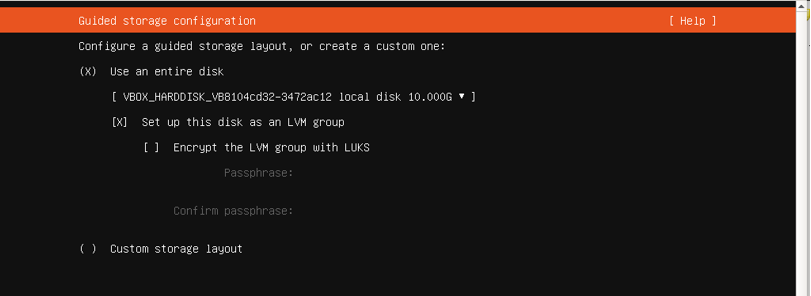 Guided storage configuration [ Help ]
Configure a guided storage layout, or create a custom one:
(X) Use an entire disk
[ VBOX_HARDDISK_VB8104cd32-3472ac12 local disk 10.000G ▾ ]
[X] Set up this disk as an LVM group
[ ] Encrypt the LVM group with LUKS
Passphrase:
Confirm passphrase:
( ) Custom storage layout